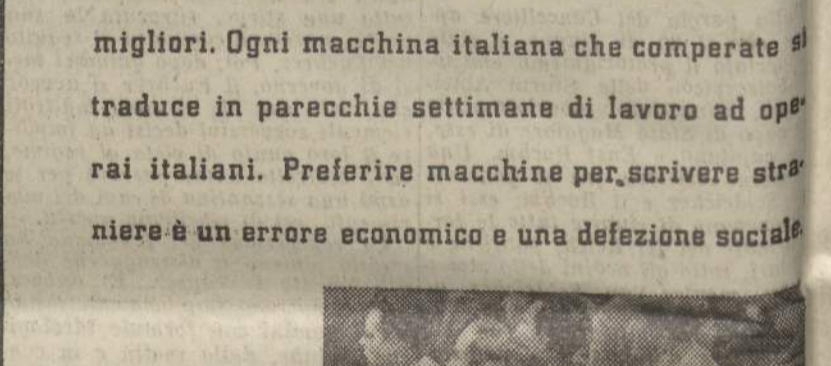 migliori. Ogni macchina italiana che comperate si
traduce in parecchie settimane di lavoro ad ope-
rai italiani. Preferire macchine per scrivere stra-
niere è un errore economico e una defezione sociale.